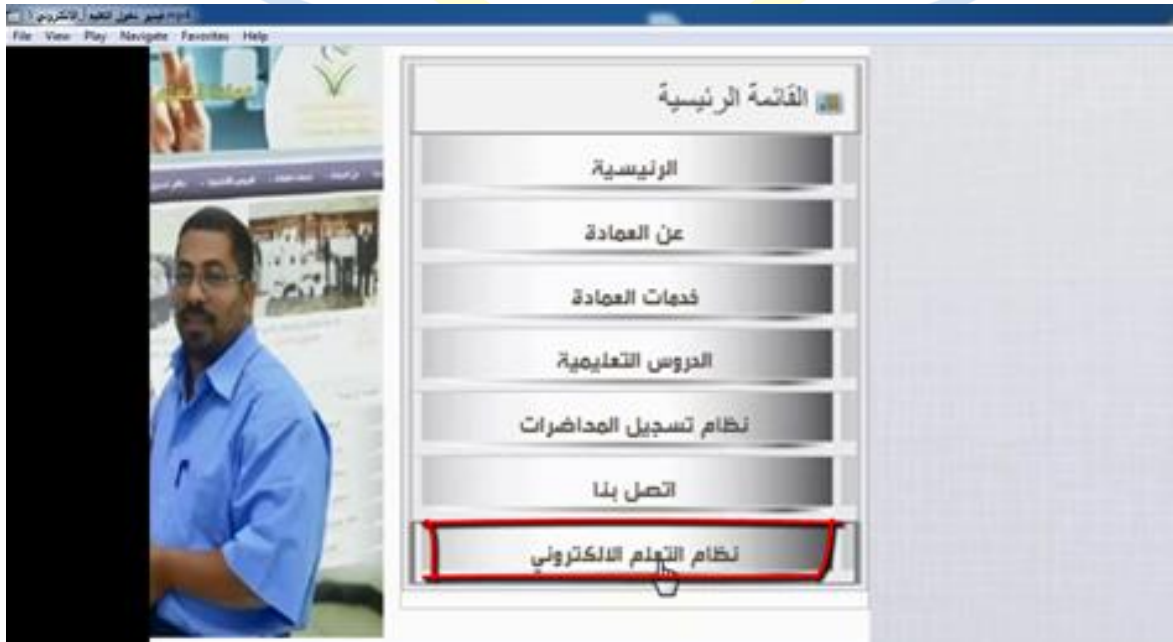 File View Play Navigate Favorites Help
القائمة الرئيسية
الرئيسية
عن العمادة
خدمات العمادة
الدروس التعليمية
نظام تسجيل المحاضرات
اتصل بنا
نظام التعلم الالكتروني